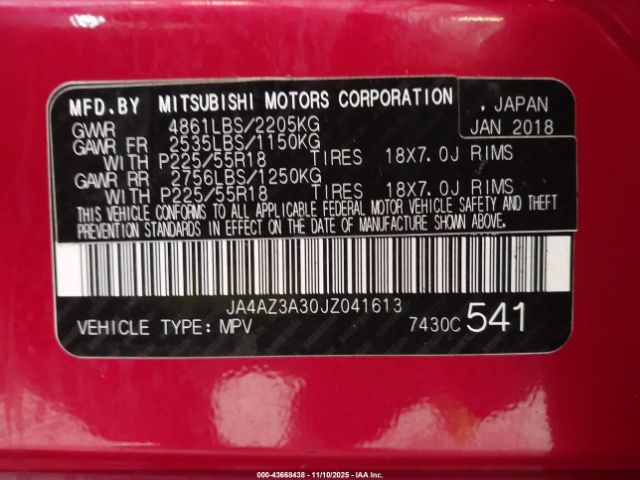 MFD.BY MITSUBISHI MOTORS CORPORATION , JAPAN
GVWR 4861LBS/2205KG JAN 2018
GAWR FR 2535LBS/1150KG
WITH P225/55R18 TIRES 18X7.0J RIMS
GAWR RR 2756LBS/1250KG
WITH P225/55R18 TIRES 18X7.0J RIMS
THIS VEHICLE CONFORMS TO ALL APPLICABLE FEDERAL MOTOR VEHICLE SAFETY AND THEFT
PREVENTION STANDARDS IN EFFECT ON THE DATE OF MANUFACTURE SHOWN ABOVE.
JA4AZ3A30JZ041613
VEHICLE TYPE: MPV 7430C 541
000-43668438 - 11/10/2025 - IAA Inc.